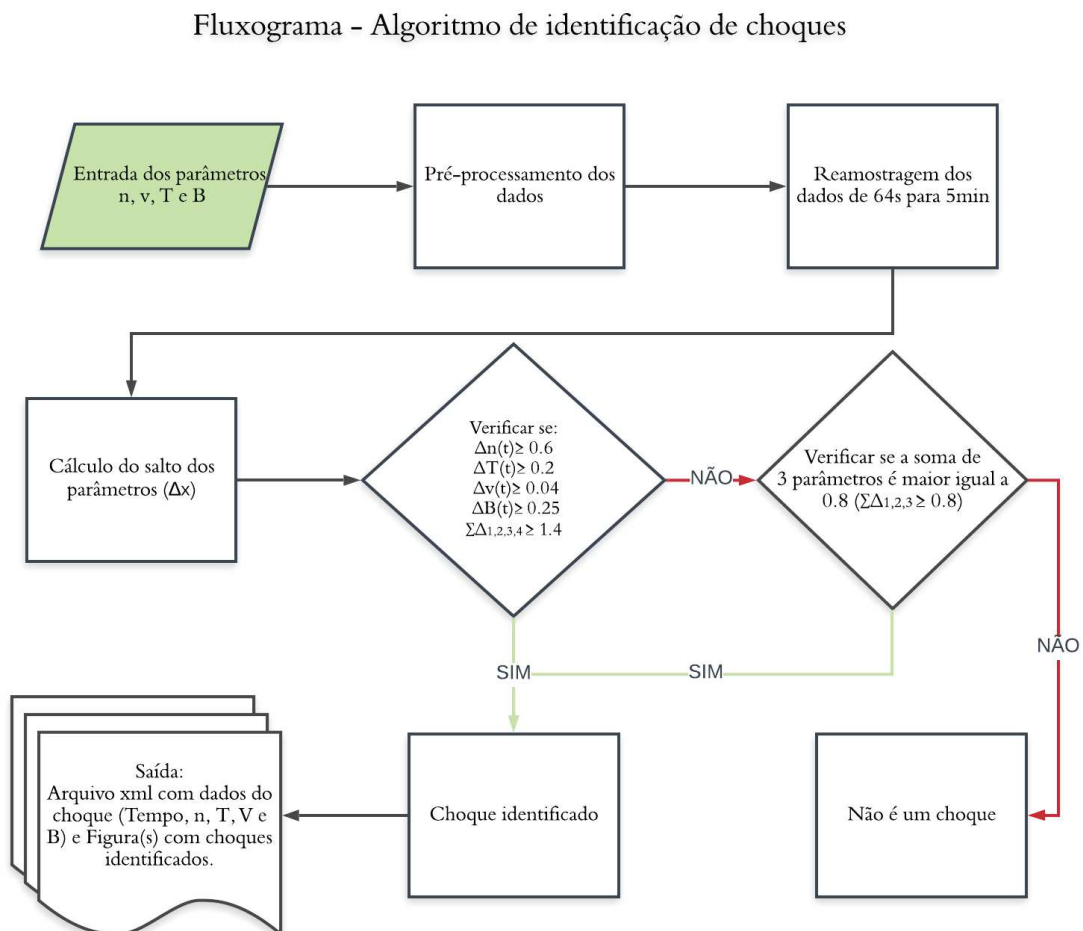 Fluxograma - Algoritmo de identificação de choques
Entrada dos parâmetros
n, v, T e B
Pré-processamento dos
dados
Reamostragem dos
dados de 64s para 5min
Cálculo do salto dos
parâmetros (Δx)
Verificar se:
Δn(t)≥ 0.6
ΔT(t)≥ 0.2
Δv(t)≥ 0.04
ΔB(t)≥ 0.25
ΣΔ1,2,3,4 ≥ 1.4
NÃO
Verificar se a soma de
3 parâmetros é maior igual a
0.8 (ΣΔ1,2,3 ≥ 0.8)
NÃO
SIM
SIM
Saída:
Arquivo xml com dados do
choque (Tempo, n, T, V e
B) e Figura(s) com choques
identificados.
Choque identificado
Não é um choque